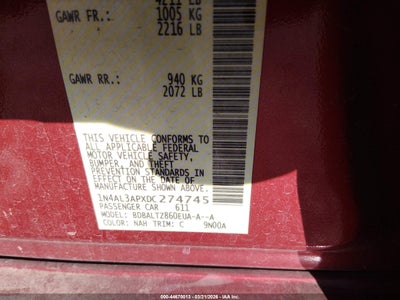 4211 LB
GAWR FR.: 1005 KG
2216 LB
GAWR RR.: 940 KG
2072 LB
THIS VEHICLE CONFORMS TO
ALL APPLICABLE FEDERAL
MOTOR VEHICLE SAFETY,
BUMPER, AND THEFT
PREVENTION STANDARDS IN
EFFECT ON THE DATE OF
MANUFACTURE SHOWN ABOVE.
1N4AL3APXDC274745
PASSENGER CAR 611
MODEL: BDBALTZ860EUA-A--A
COLOR: NAH TRIM: C 9N00A
000-44670013 - 03/21/2026 - IAA Inc.